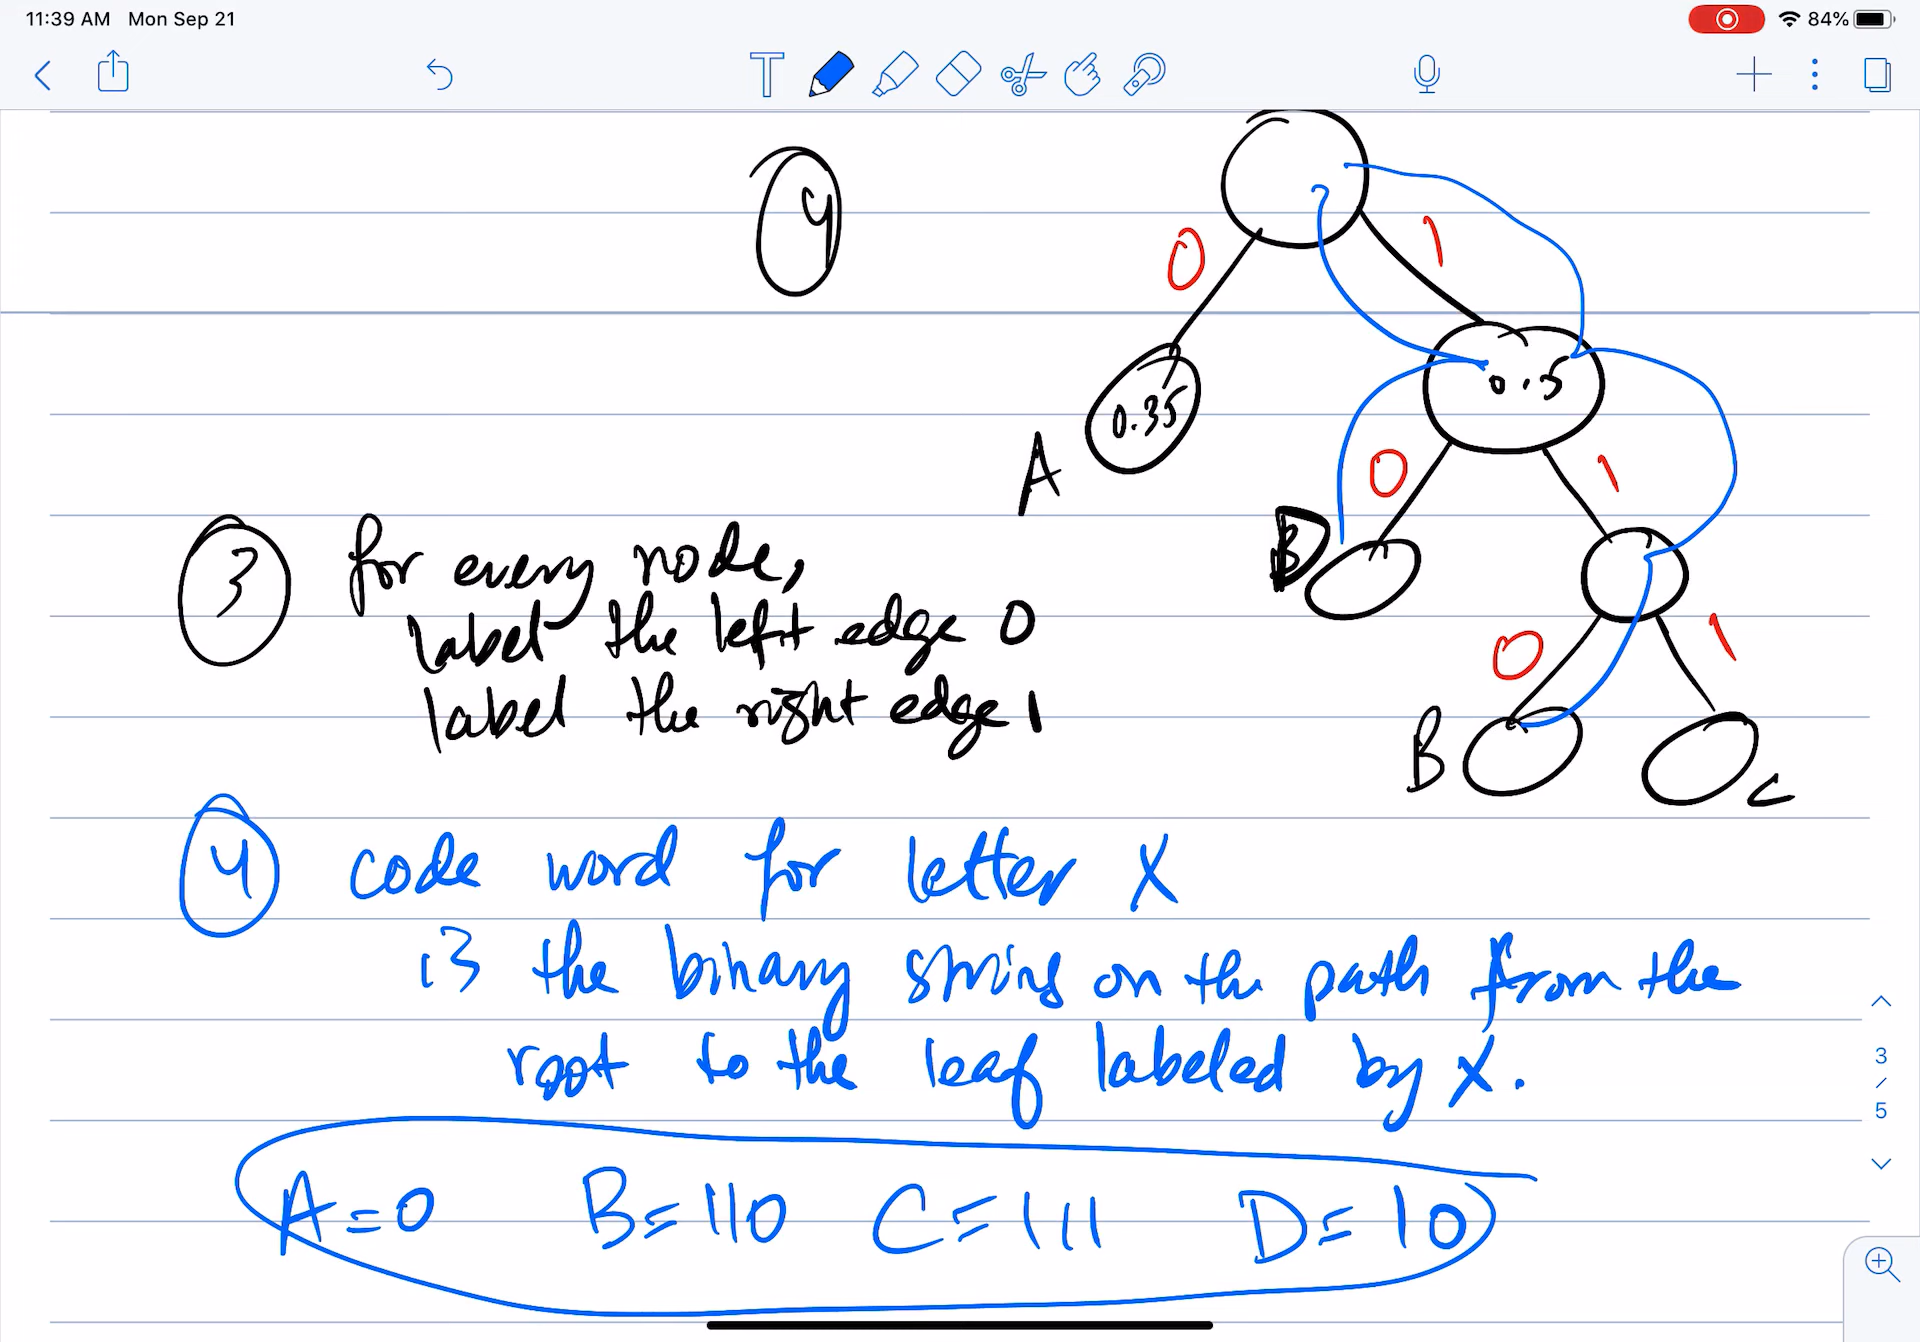 11:39 AM Mon Sep 21
84%
T
4
0
1
0.35
0.5
A
0
1
D
3 for every node,
label the left edge 0
label the right edge 1
0
1
B
C
4 code word for letter X
is the binary string on the path from the
root to the leaf labeled by X.
3
/
5
A=0 B=110 C=111 D=10